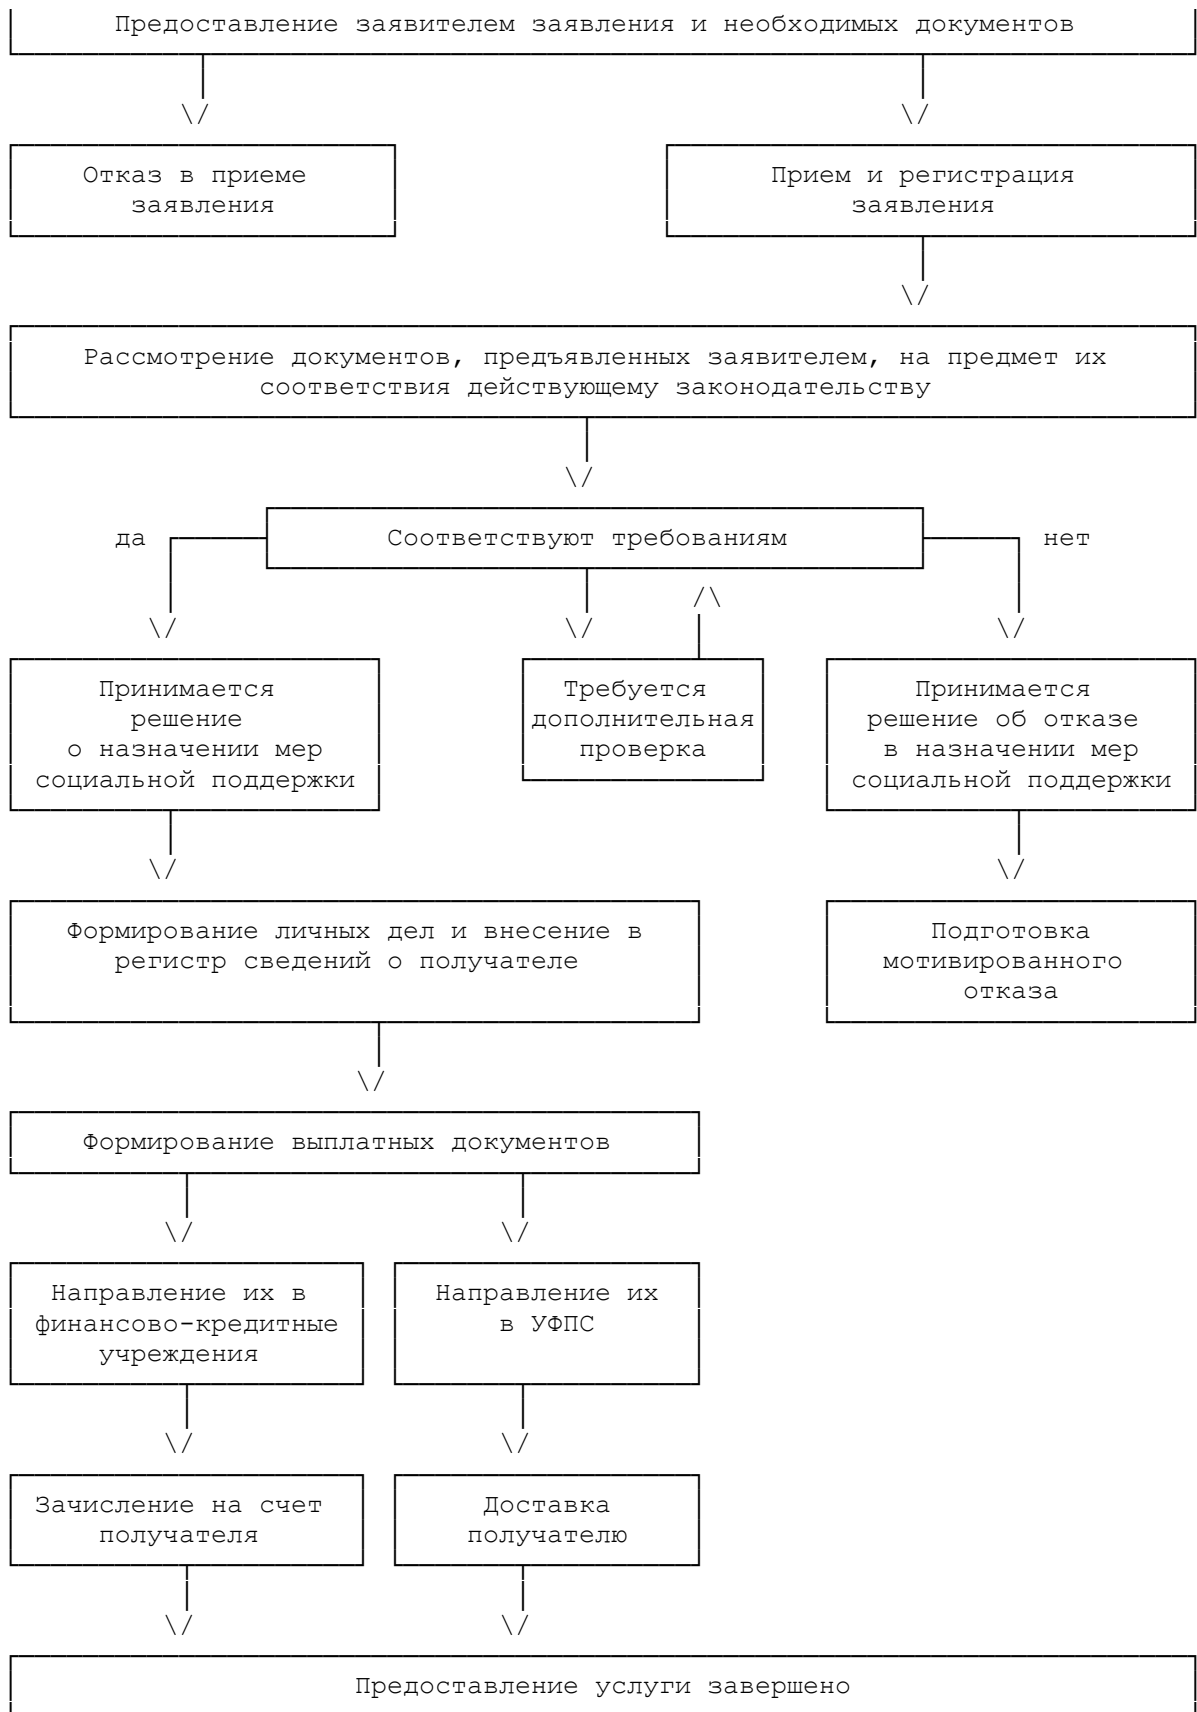 Предоставление заявителем заявления и необходимых документов
Отказ в приеме
заявления
Прием и регистрация
заявления
Рассмотрение документов, предъявленных заявителем, на предмет их
соответствия действующему законодательству
да
Соответствуют требованиям
нет
Принимается
решение
о назначении мер
социальной поддержки
Требуется
дополнительная
проверка
Принимается
решение об отказе
в назначении мер
социальной поддержки
Формирование личных дел и внесение в
регистр сведений о получателе
Подготовка
мотивированного
отказа
Формирование выплатных документов
Направление их в
финансово-кредитные
учреждения
Направление их
в УФПС
Зачисление на счет
получателя
Доставка
получателю
Предоставление услуги завершено